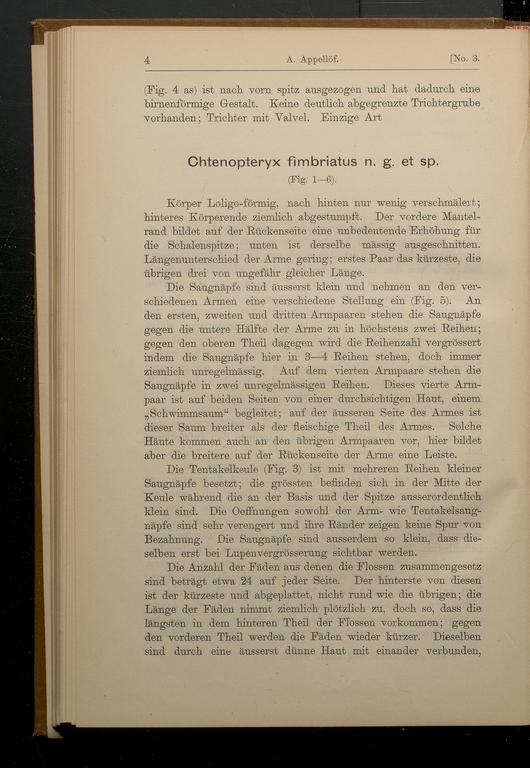 4 A. Appellöf. [No. 3.
(Fig. 4 as) ist nach vorn spitz ausgezogen und hat dadurch eine
birnenförmige Gestalt. Keine deutlich abgegrenzte Trichtergrube
vorhanden; Trichter mit Valvel. Einzige Art
Chtenopteryx fimbriatus n. g. et sp.
(Fig. 1—6).
Körper Loligo-förmig, nach hinten nur wenig verschmälert;
hinteres Körperende ziemlich abgestumpft. Der vordere Mantel-
rand bildet auf der Rückenseite eine unbedeutende Erhöhung für
die Schalenspitze; unten ist derselbe mässig ausgeschnitten.
Längenunterschied der Arme gering; erstes Paar das kürzeste, die
übrigen drei von ungefähr gleicher Länge.
Die Saugnäpfe sind äusserst klein und nehmen an den ver-
schiedenen Armen eine verschiedene Stellung ein (Fig. 5). An
den ersten, zweiten und dritten Armpaaren stehen die Saugnäpfe
gegen die untere Hälfte der Arme zu in höchstens zwei Reihen;
gegen den oberen Theil dagegen wird die Reihenzahl vergrössert
indem die Saugnäpfe hier in 3—4 Reihen stehen, doch immer
ziemlich unregelmässig. Auf dem vierten Armpaare stehen die
Saugnäpfe in zwei unregelmässigen Reihen. Dieses vierte Arm-
paar ist auf beiden Seiten von einer durchsichtigen Haut, einem
„Schwimmsaum“ begleitet; auf der äusseren Seite des Armes ist
dieser Saum breiter als der fleischige Theil des Armes. Solche
Häute kommen auch an den übrigen Armpaaren vor, hier bildet
aber die breitere auf der Rückenseite der Arme eine Leiste.
Die Tentakelkeule (Fig. 3) ist mit mehreren Reihen kleiner
Saugnäpfe besetzt; die grössten befinden sich in der Mitte der
Keule während die an der Basis und der Spitze ausserordentlich
klein sind. Die Oeffnungen sowohl der Arm- wie Tentakelsaug-
näpfe sind sehr verengert und ihre Ränder zeigen keine Spur von
Bezahnung. Die Saugnäpfe sind ausserdem so klein, dass die-
selben erst bei Lupenvergrösserung sichtbar werden.
Die Anzahl der Fäden aus denen die Flossen zusammengesetzt
sind beträgt etwa 24 auf jeder Seite. Der hinterste von diesen
ist der kürzeste und abgeplattet, nicht rund wie die übrigen; die
Länge der Fäden nimmt ziemlich plötzlich zu, doch so, dass die
längsten in dem hinteren Theil der Flossen vorkommen; gegen
den vorderen Theil werden die Fäden wieder kürzer. Dieselben
sind durch eine äusserst dünne Haut mit einander verbunden,